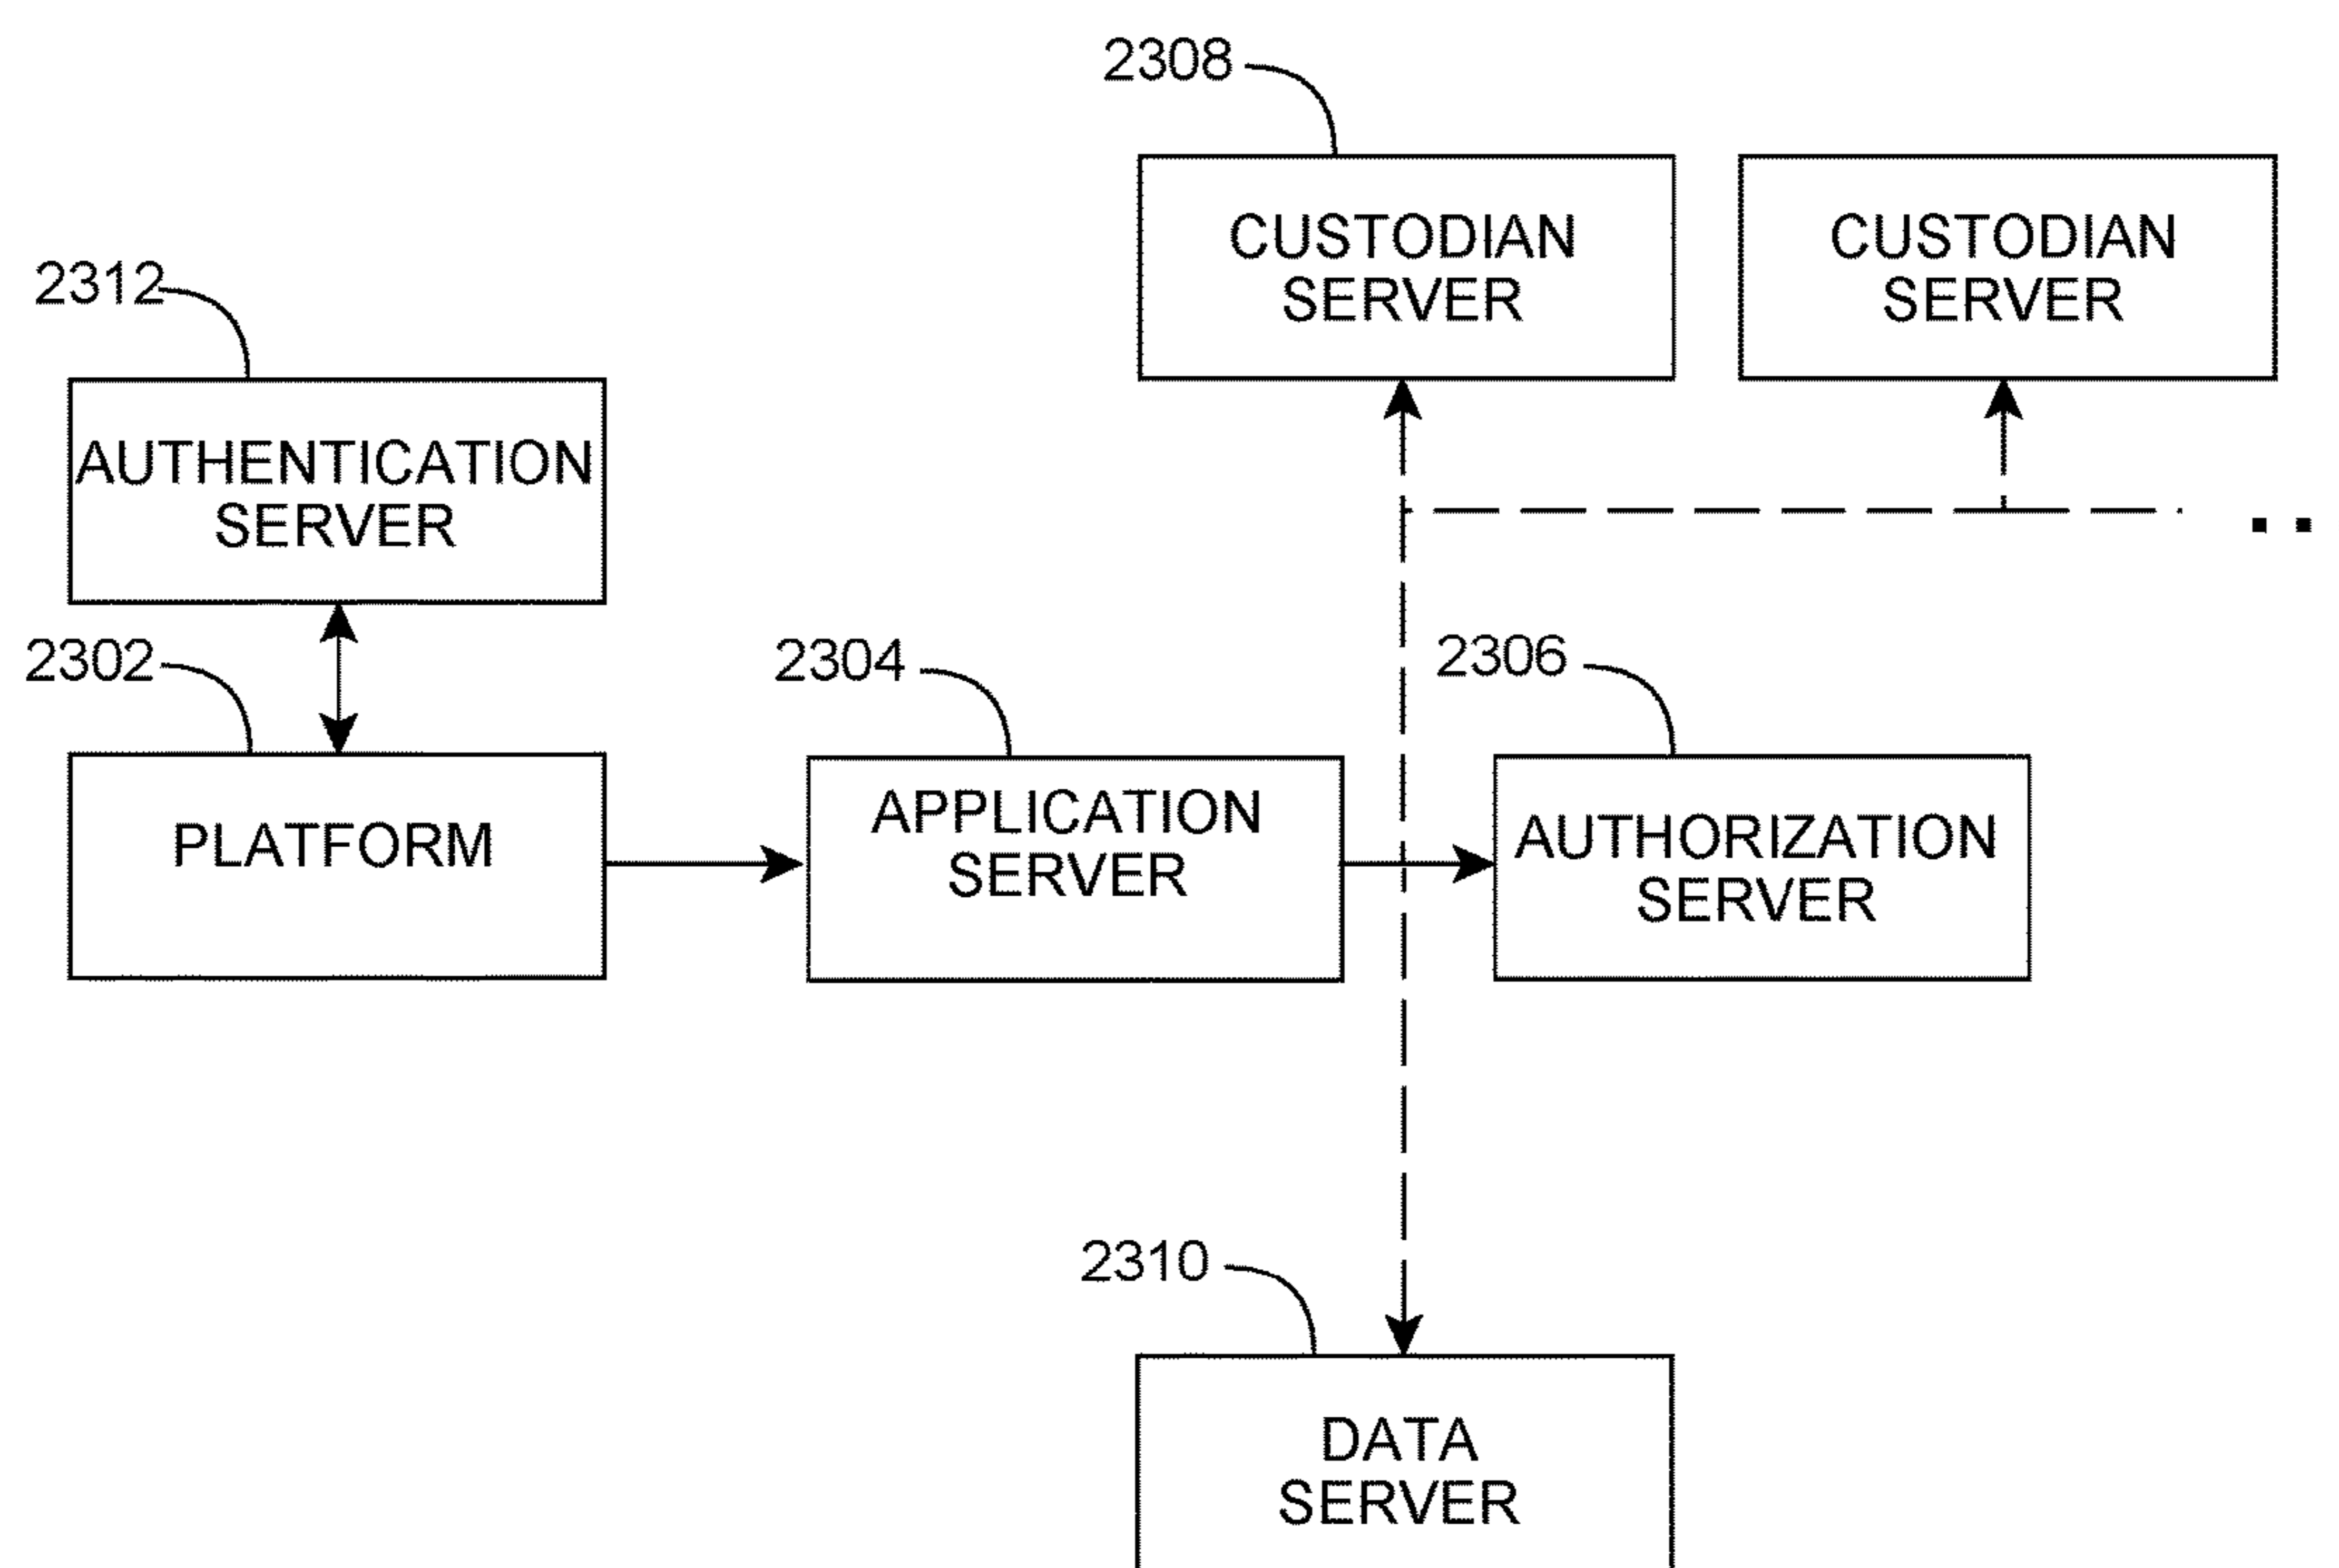 2308
CUSTODIAN
SERVER
CUSTODIAN
SERVER
2312
AUTHENTICATION
SERVER
2302
PLATFORM
2304
APPLICATION
SERVER
2306
AUTHORIZATION
SERVER
2310
DATA
SERVER